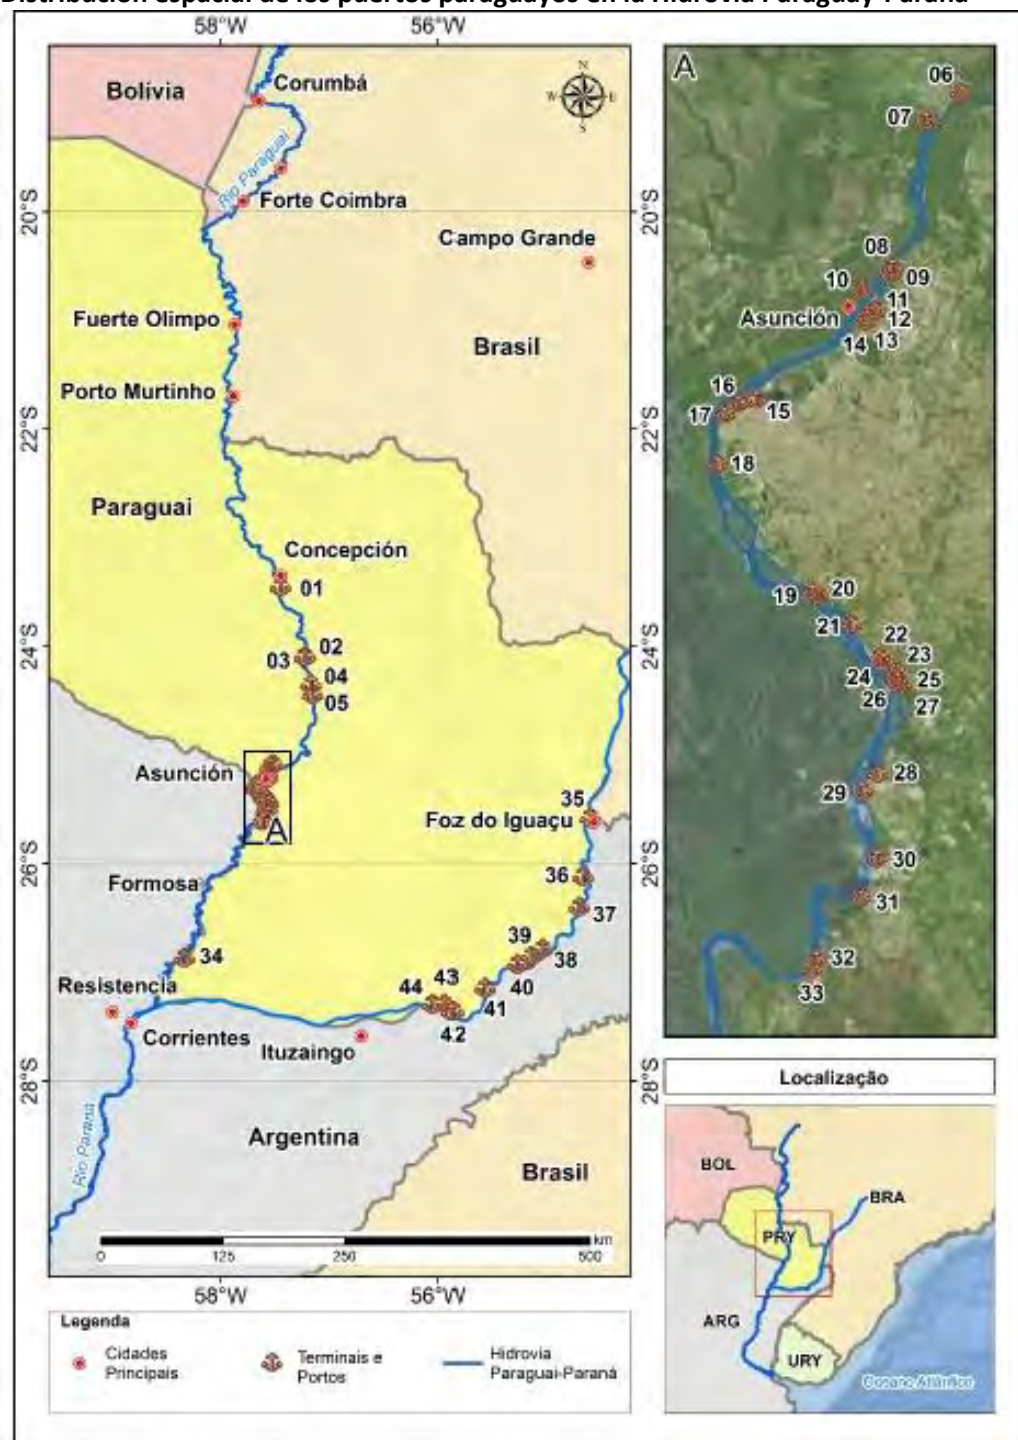 Distribución espacial de los puertos paraguayos en la Hidrovía Paraguay-Paraná
58°W 56°W
N
W E
S
Bolivia
Corumbá
Rio Paraguai
Forte Coimbra
20°S 20°S
Campo Grande
Fuerte Olimpo
Brasil
Porto Murtinho
22°S 22°S
Paraguai
Concepción
01
24°S 24°S
02
03
04
05
Asunción
A
35
Foz do Iguaçu
26°S 26°S
36
Formosa
37
39
34
38
Resistencia
40
44 43
41
42
Corrientes
Ituzaingo
28°S 28°S
Rio Paraná
Argentina
Brasil
km
0 125 250 500
58°W 56°W
A
06
07
08
09
10
11
Asunción
12
13
14
16
15
17
18
19 20
21
22
23
24
25
26
27
28
29
30
31
32
33
Localização
BOL
BRA
PRY
ARG
URY
Oceano Atlântico
Legenda
Cidades
Principais
Terminais e
Portos
Hidrovia
Paraguai-Paraná